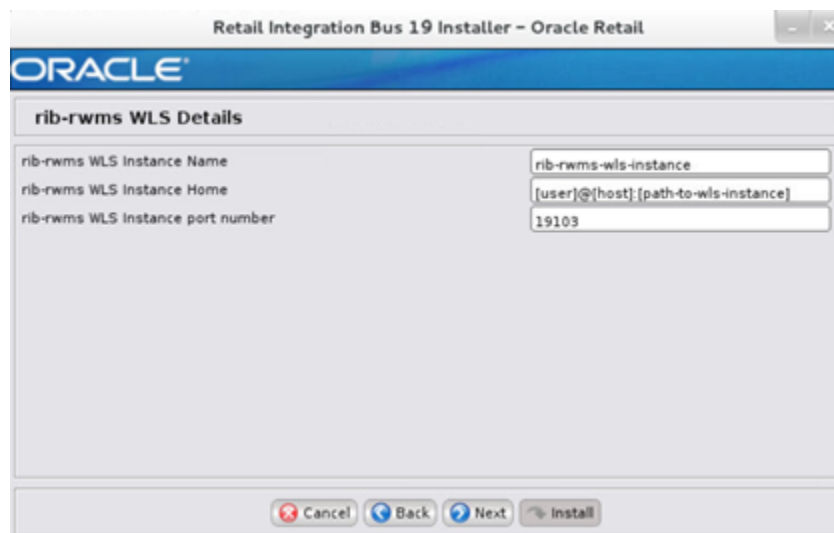 Retail Integration Bus 19 Installer – Oracle Retail
ORACLE
rib-rwms WLS Details
rib-rwms WLS Instance Name rib-rwms-wls-instance
rib-rwms WLS Instance Home [user]@[host]:[path-to-wls-instance]
rib-rwms WLS Instance port number 19103
Cancel Back Next Install